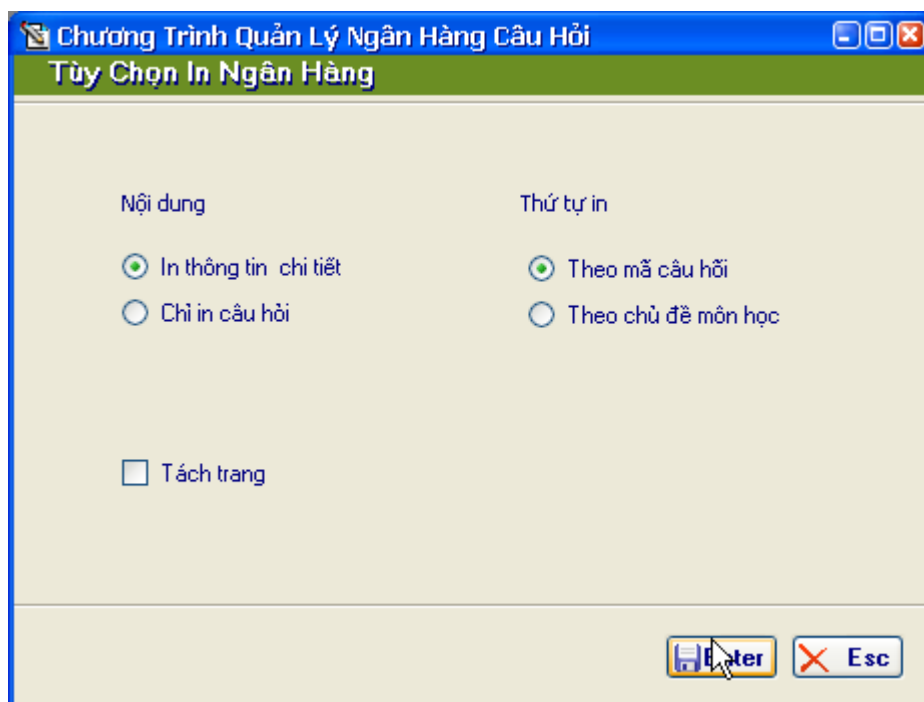 Chương Trình Quản Lý Ngân Hàng Câu Hỏi
Tùy Chọn In Ngân Hàng
Nội dung
Thứ tự in
In thông tin chi tiết
Theo mã câu hỏi
Chỉ in câu hỏi
Theo chủ đề môn học
Tách trang
Enter
Esc